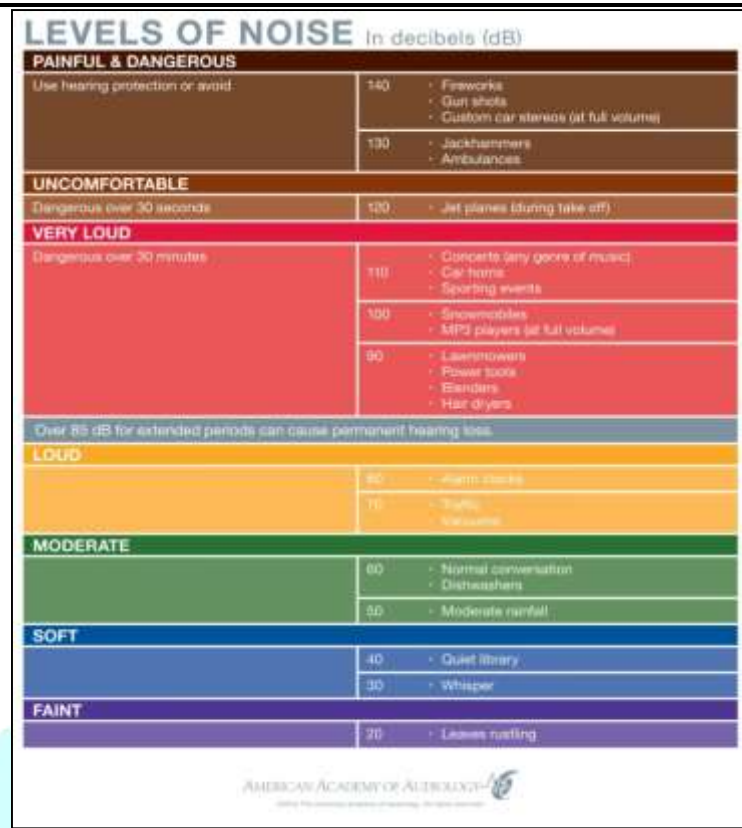 LEVELS OF NOISE In decibels (dB)
PAINFUL & DANGEROUS
Use hearing protection or avoid
140 · Fireworks
· Gun shots
· Custom car stereos (at full volume)
130 · Jackhammers
· Ambulances
UNCOMFORTABLE
Dangerous over 30 seconds
120 · Jet planes (during take off)
VERY LOUD
Dangerous over 30 minutes
· Concerts (any genre of music)
110 · Car horns
· Sporting events
100 · Snowmobiles
· MP3 players (at full volume)
90 · Lawnmowers
· Power tools
· Blenders
· Hair dryers
Over 85 dB for extended periods can cause permanent hearing loss.
LOUD
80 · Alarm clocks
70 · Traffic
· Vacuums
MODERATE
60 · Normal conversation
· Dishwashers
50 · Moderate rainfall
SOFT
40 · Quiet library
30 · Whisper
FAINT
20 · Leaves rustling
AMERICAN ACADEMY OF AUDIOLOGY